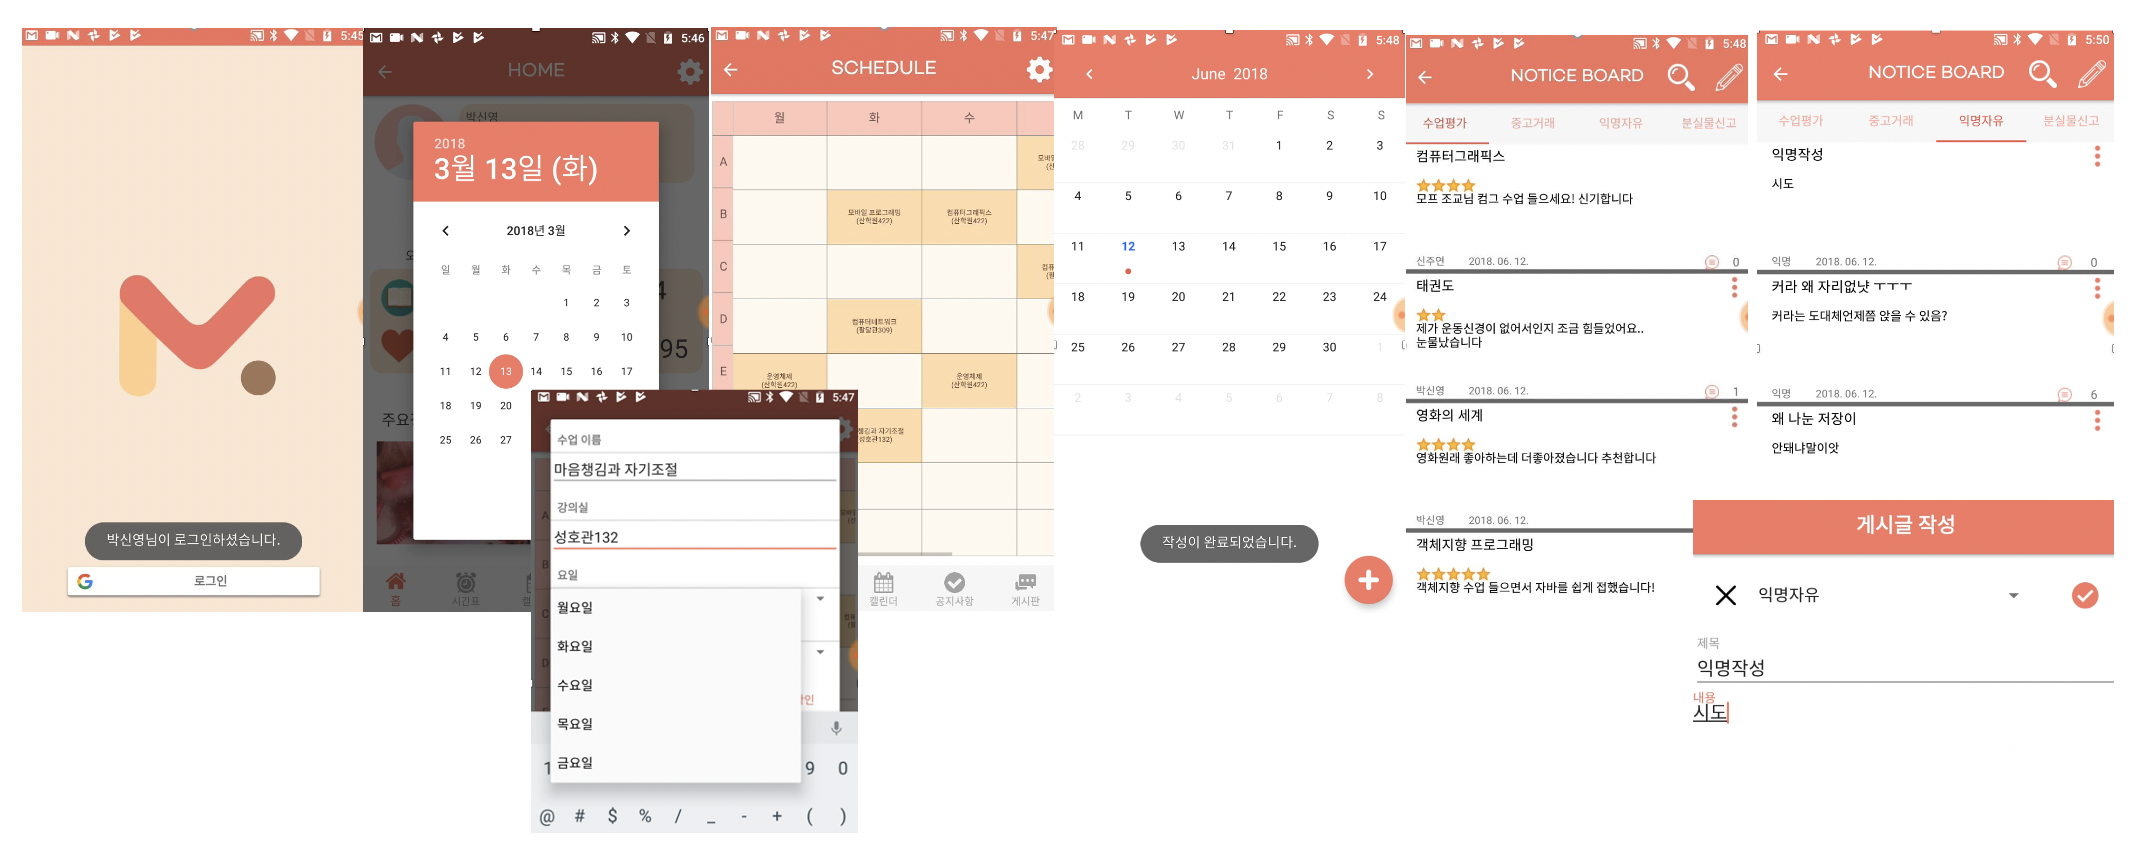 5:45
박신영님이 로그인하셨습니다.
로그인
5:46
HOME
박신영
2018
3월 13일 (화)
2018년 3월
일 월 화 수 목 금 토
1 2 3
4 5 6 7 8 9 10
11 12 13 14 15 16 17
18 19 20
25 26 27
95
홈
시간표
5:47
수업 이름
마음챙김과 자기조절
강의실
성호관132
요일
월요일
화요일
수요일
목요일
금요일
1 9 0
@ # $ % / _ - + ( )
5:47
SCHEDULE
월 화 수
A
B
모바일 프로그래밍
(산학원422)
컴퓨터그래픽스
(산학원422)
C
D
컴퓨터네트워크
(팔달관309)
E
운영체제
(산학원422)
운영체제
(산학원422)
챙김과 자기조절
성호관132)
캘린더
공지사항
게시판
5:48
June 2018
M T W T F S S
28 29 30 31 1 2 3
4 5 6 7 8 9 10
11 12 13 14 15 16 17
18 19 20 21 22 23 24
25 26 27 28 29 30 1
2 3 4 5 6 7 8
작성이 완료되었습니다.
5:48
NOTICE BOARD
수업평가 중고거래 익명자유 분실물신고
컴퓨터그래픽스
모프 조교님 컴그 수업 들으세요! 신기합니다
신주연 2018. 06. 12. 0
태권도
제가 운동신경이 없어서인지 조금 힘들었어요..
눈물났습니다
박신영 2018. 06. 12. 1
영화의 세계
영화원래 좋아하는데 더좋아졌습니다 추천합니다
박신영 2018. 06. 12.
객체지향 프로그래밍
객체지향 수업 들으면서 자바를 쉽게 접했습니다!
5:50
NOTICE BOARD
수업평가 중고거래 익명자유 분실물신고
익명작성
시도
익명 2018. 06. 12. 0
커라 왜 자리없냣 ㅜㅜㅜ
커라는 도대체언제쯤 앉을 수 있음?
익명 2018. 06. 12. 6
왜 나눈 저장이
안돼냐말이앗
게시글 작성
익명자유
제목
익명작성
내용
시도